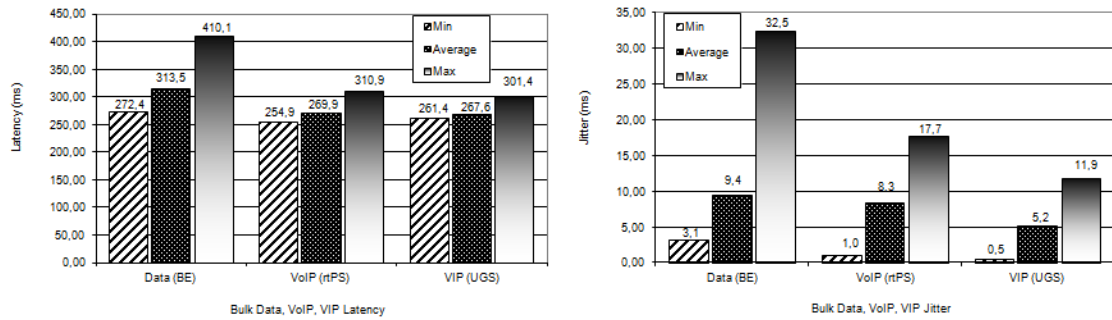 450,00
400,00
350,00
300,00
250,00
200,00
150,00
100,00
50,00
0,00
Latency (ms)
272,4
313,5
410,1
254,9
269,9
310,9
261,4
267,6
301,4
Min
Average
Max
Data (BE)
VoIP (rtPS)
VIP (UGS)
Bulk Data, VoIP, VIP Latency
35,00
30,00
25,00
20,00
15,00
10,00
5,00
0,00
Jitter (ms)
Min
Average
Max
3,1
9,4
32,5
1,0
8,3
17,7
0,5
5,2
11,9
Data (BE)
VoIP (rtPS)
VIP (UGS)
Bulk Data, VoIP, VIP Jitter